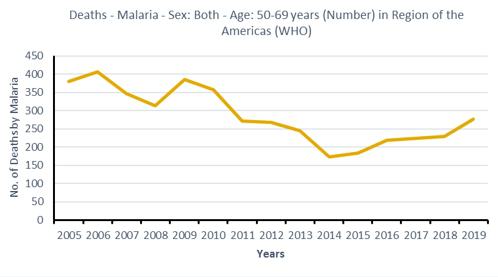 Deaths - Malaria - Sex: Both - Age: 50-69 years (Number) in Region of the
Americas (WHO)
450
400
350
300
250
200
150
100
50
0
No. of Deathsby Malaria
2005 2006 2007 2008 2009 2010 2011 2012 2013 2014 2015 2016 2017 2018 2019
Years